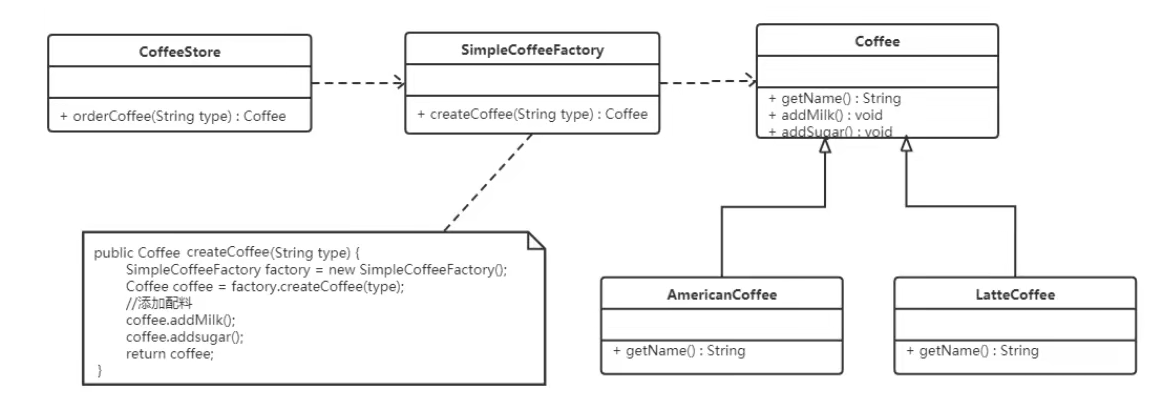 CoffeeStore
+ orderCoffee(String type) : Coffee
SimpleCoffeeFactory
+ createCoffee(String type) : Coffee
Coffee
+ getName() : String
+ addMilk() : void
+ addSugar() : void
public Coffee createCoffee(String type) {
SimpleCoffeeFactory factory = new SimpleCoffeeFactory();
Coffee coffee = factory.createCoffee(type);
//添加配料
coffee.addMilk();
coffee.addsugar();
return coffee;
}
AmericanCoffee
+ getName() : String
LatteCoffee
+ getName() : String